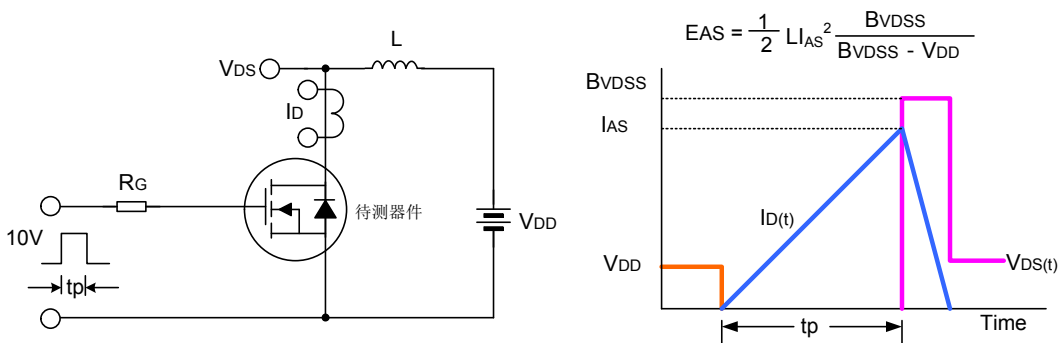 L
VDS
ID
RG
待测器件
VDD
10V
tp
EAS = 1/2 LIAS² BVDSS / (BVDSS - VDD)
BVDSS
IAS
ID(t)
VDD
VDS(t)
tp
Time